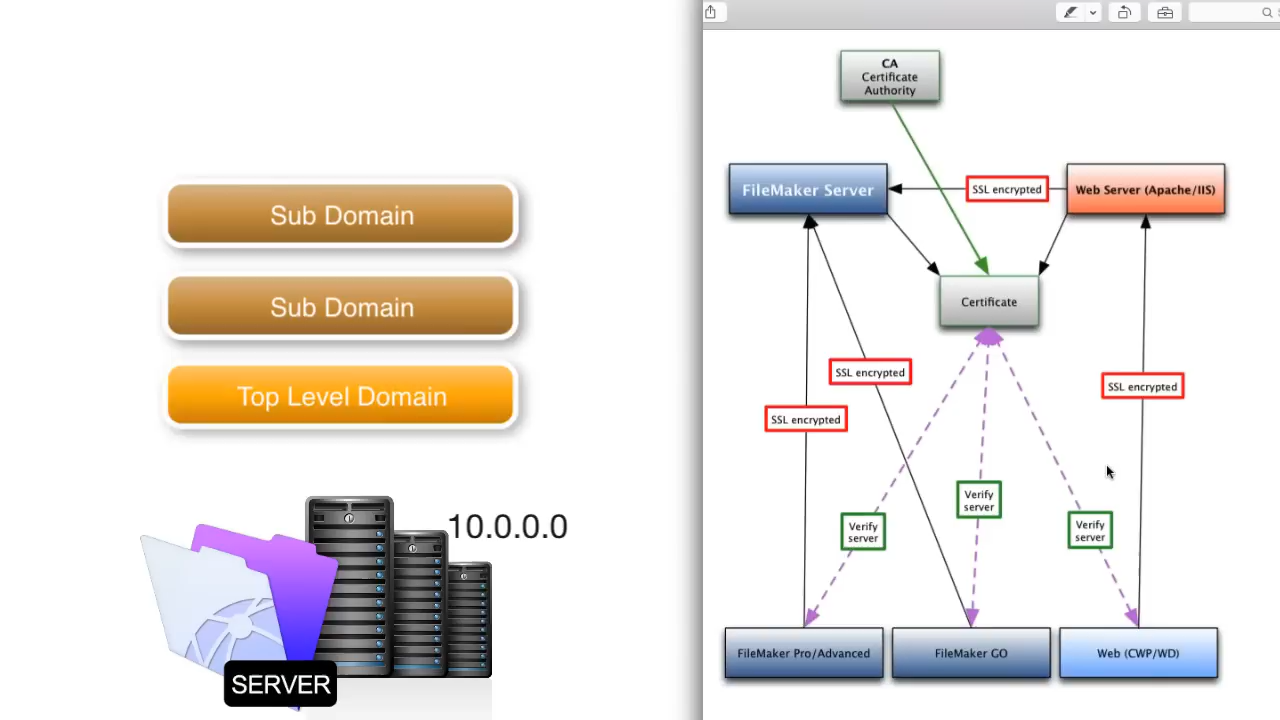 Sub Domain
Sub Domain
Top Level Domain
10.0.0.0
SERVER
CA
Certificate
Authority
FileMaker Server
SSL encrypted
Web Server (Apache/IIS)
Certificate
SSL encrypted
SSL encrypted
SSL encrypted
Verify
server
Verify
server
Verify
server
FileMaker Pro/Advanced
FileMaker GO
Web (CWP/WD)